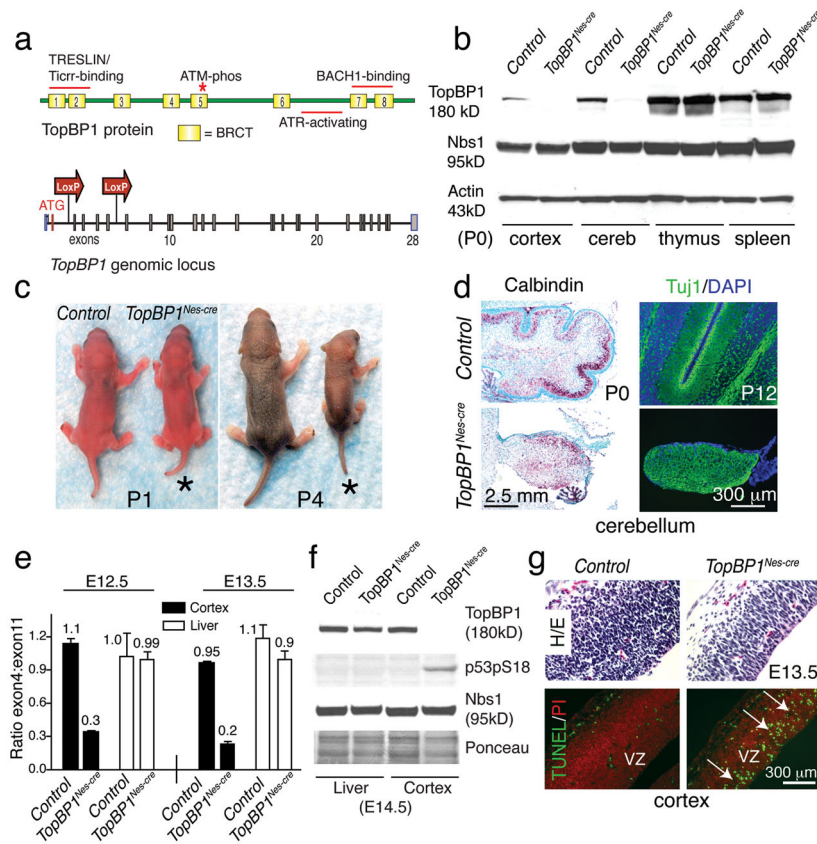 a
TRESLIN/
Ticrr-binding
ATM-phos
*
BACH1-binding
1 2 3 4 5 6 7 8
TopBP1 protein
= BRCT
ATR-activating
LoxP LoxP
ATG
exons 10 20 28
TopBP1 genomic locus
b
Control TopBP1Nes-cre Control TopBP1Nes-cre Control TopBP1Nes-cre Control TopBP1Nes-cre
TopBP1
180 kD
Nbs1
95kD
Actin
43kD
(P0) cortex cereb thymus spleen
c
Control TopBP1Nes-cre
P1 * P4 *
d
Calbindin Tuj1/DAPI
Control
P0 P12
TopBP1Nes-cre
2.5 mm 300 µm
cerebellum
e
E12.5 E13.5
Cortex
Liver
Ratio exon4:exon11
1.2
0.9
0.6
0.3
0.0
1.1 0.3 1.0 0.99 0.95 0.2 1.1 0.9
Control TopBP1Nes-cre Control TopBP1Nes-cre Control TopBP1Nes-cre Control TopBP1Nes-cre
f
Control TopBP1Nes-cre Control TopBP1Nes-cre
TopBP1
(180kD)
p53pS18
Nbs1
(95kD)
Ponceau
Liver Cortex
(E14.5)
g
Control TopBP1Nes-cre
H/E
E13.5
TUNEL/PI
VZ VZ
300 µm
cortex